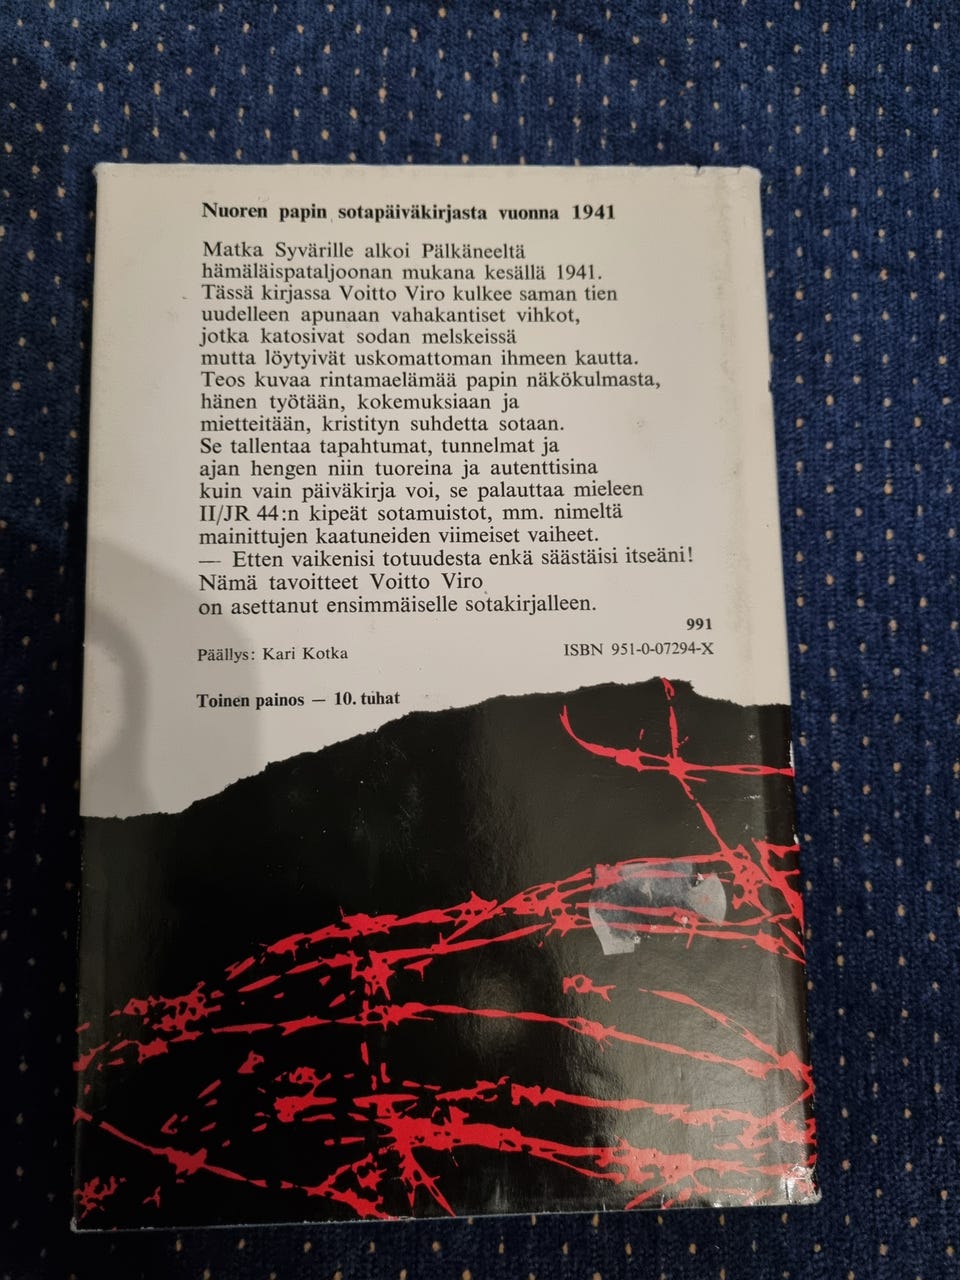 Nuoren papin sotapäiväkirjasta vuonna 1941
Matka Syvärille alkoi Pälkäneeltä
hämäläispataljoonan mukana kesällä 1941.
Tässä kirjassa Voitto Viro kulkee saman tien
uudelleen apunaan vahakantiset vihkot,
jotka katosivat sodan melskeissä
mutta löytyivät uskomattoman ihmeen kautta.
Teos kuvaa rintamaelämää papin näkökulmasta,
hänen työtään, kokemuksiaan ja
mietteitään, kristityn suhdetta sotaan.
Se tallentaa tapahtumat, tunnelmat ja
ajan hengen niin tuoreina ja autenttisina
kuin vain päiväkirja voi, se palauttaa mieleen
II/JR 44:n kipeät sotamuistot, mm. nimeltä
mainittujen kaatuneiden viimeiset vaiheet.
— Etten vaikenisi totuudesta enkä säästäisi itseäni!
Nämä tavoitteet Voitto Viro
on asettanut ensimmäiselle sotakirjalleen.
991
Päällys: Kari Kotka
ISBN 951-0-07294-X
Toinen painos — 10. tuhat